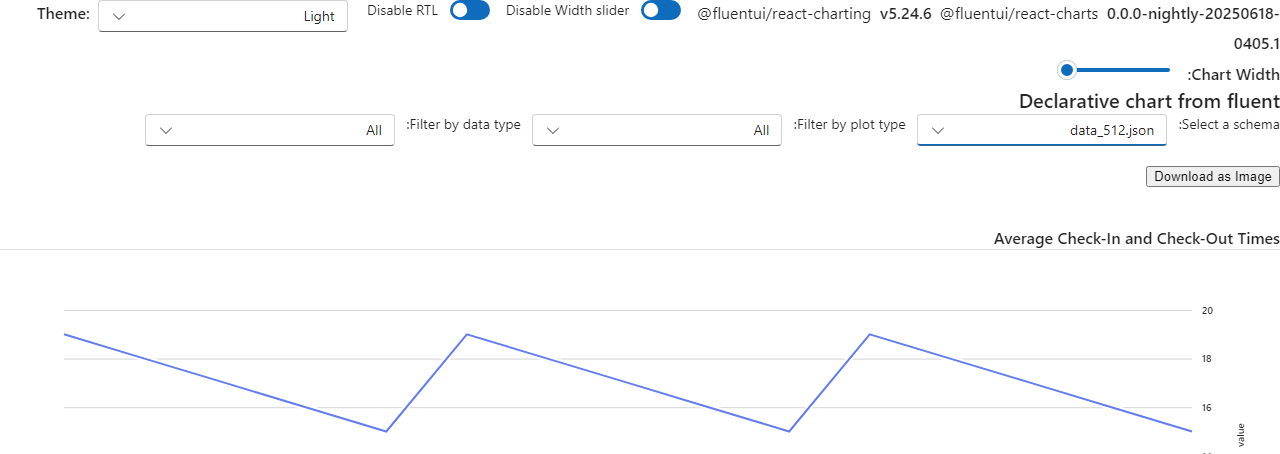 Theme: Light Disable RTL Disable Width slider @fluentui/react-charting v5.24.6 @fluentui/react-charts 0.0.0-nightly-20250618-
0405.1
:Chart Width
Declarative chart from fluent
:Select a schema data_512.json :Filter by plot type All :Filter by data type All
Download as Image
Average Check-In and Check-Out Times
20
18
16
value